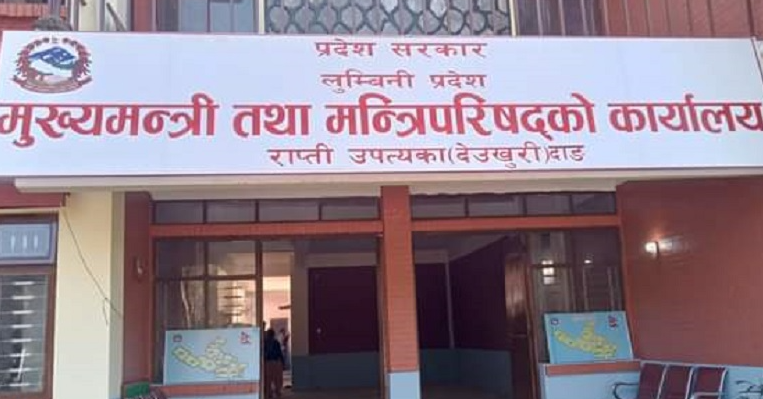 प्रदेश सरकार
लुम्बिनी प्रदेश
मुख्यमन्त्री तथा मन्त्रिपरिषद्को कार्यालय
राप्ती उपत्यका(देउखुरी)दाङ